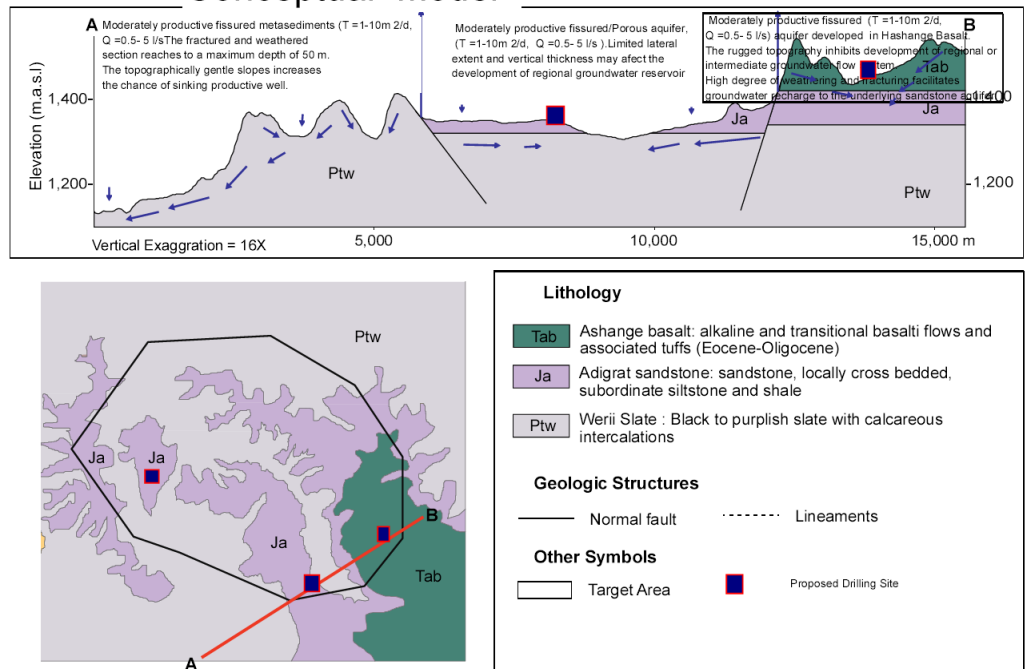 Conceptual Model
A
Moderately productive fissured metasediments (T =1-10m 2/d,
Q =0.5- 5 l/sThe fractured and weathered
section reaches to a maximum depth of 50 m.
The topographically gentle slopes increases
the chance of sinking productive well.
Moderately productive fissured/Porous aquifer,
(T =1-10m 2/d, Q =0.5- 5 l/s ).Limited lateral
extent and vertical thickness may affect the
development of regional groundwater reservoir
B
Moderately productive fissured (T =1-10m 2/d,
Q =0.5- 5 l/s) aquifer developed in Hashange Basalt.
The rugged topography inhibits development of regional or
intermediate groundwater flow system.
High degree of weathering and fracturing facilitates
groundwater recharge to the underlying sandstone aquifer.
Elevation (m.a.s.l)
1,400
1,200
1,400
1,200
Tab
Ja
Ja
Ptw
Ptw
Vertical Exaggration = 16X
5,000
10,000
15,000 m
Ptw
Ja
Ja
Ja
B
Tab
A
Lithology
Tab
Ashange basalt: alkaline and transitional basalti flows and
associated tuffs (Eocene-Oligocene)
Ja
Adigrat sandstone: sandstone, locally cross bedded,
subordinate siltstone and shale
Ptw
Werii Slate : Black to purplish slate with calcareous
intercalations
Geologic Structures
Normal fault
Lineaments
Other Symbols
Target Area
Proposed Drilling Site